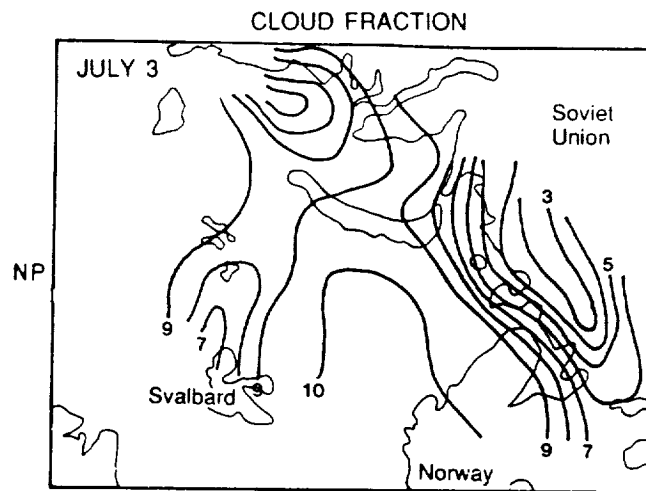 CLOUD FRACTION
JULY 3
Soviet
Union
3
NP
5
9
7
Svalbard
9
10
9
7
Norway